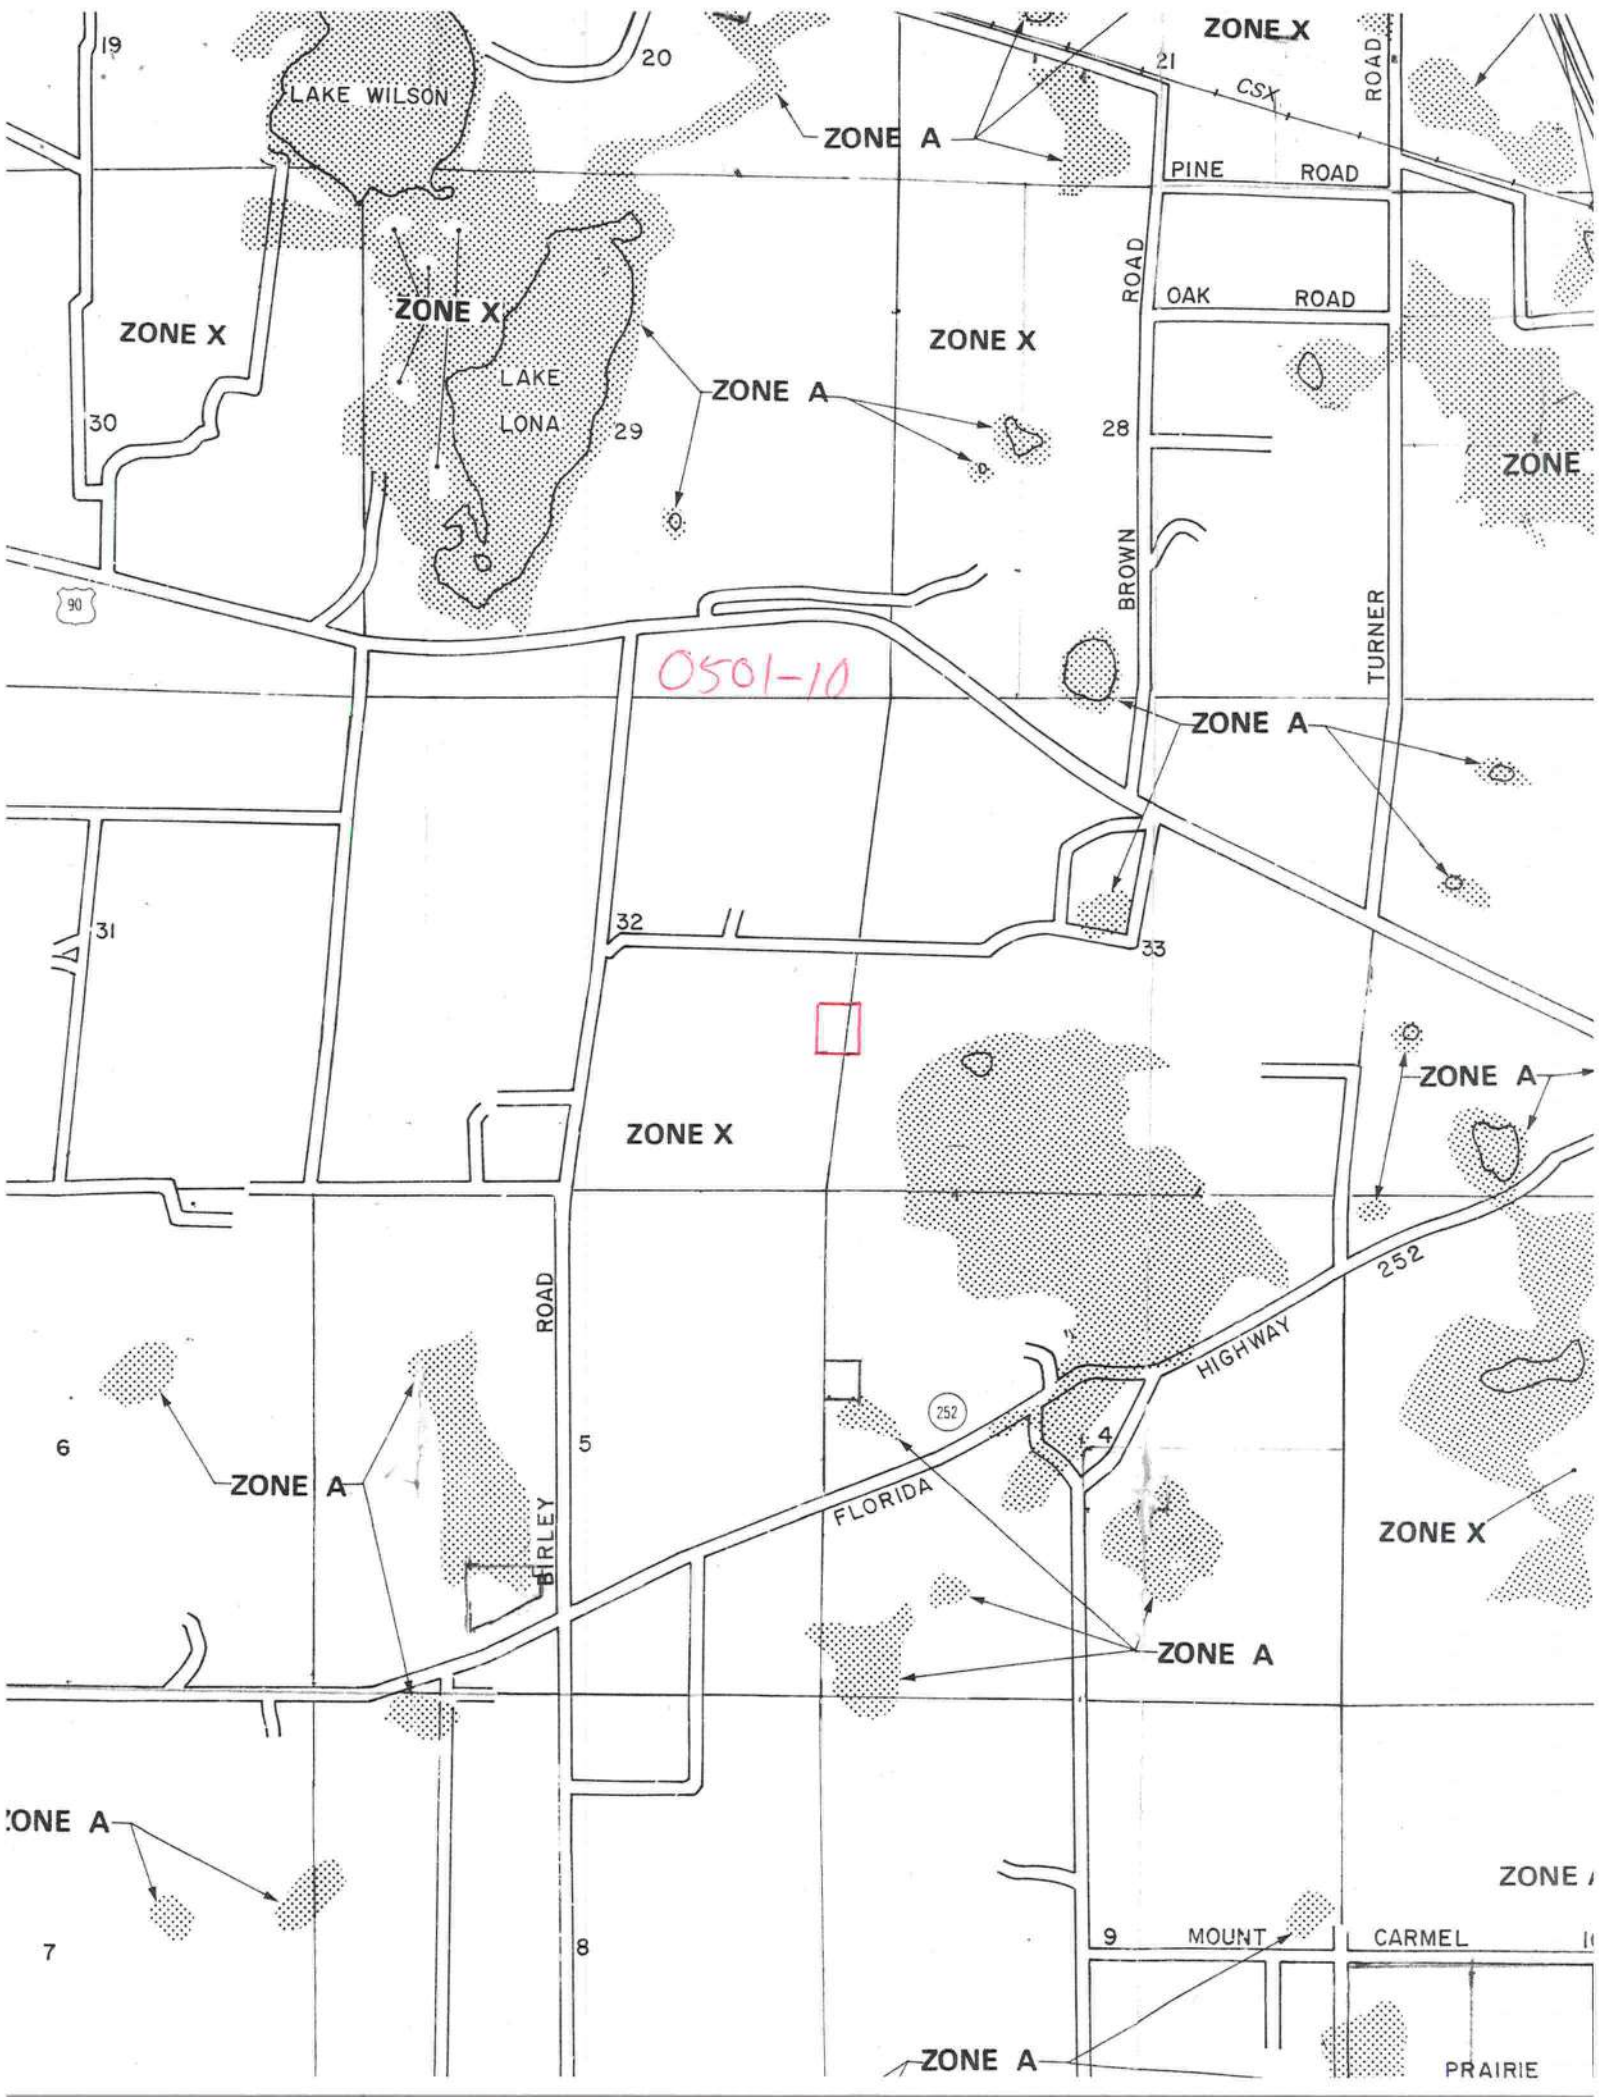 19
20
ZONE X
21
ROAD
CSX
LAKE WILSON
ZONE A
PINE ROAD
ROAD
OAK ROAD
ZONE X
ZONE X
ZONE X
LAKE
LONA
ZONE A
30
29
28
ZONE
BROWN
90
TURNER
0501-10
ZONE A
31
32
33
ZONE A
ZONE X
252
ROAD
HIGHWAY
252
6
5
4
ZONE A
FLORIDA
BIRLEY
ZONE X
ZONE A
ZONE A
ZONE
7
8
9
MOUNT CARMEL
ZONE A
PRAIRIE